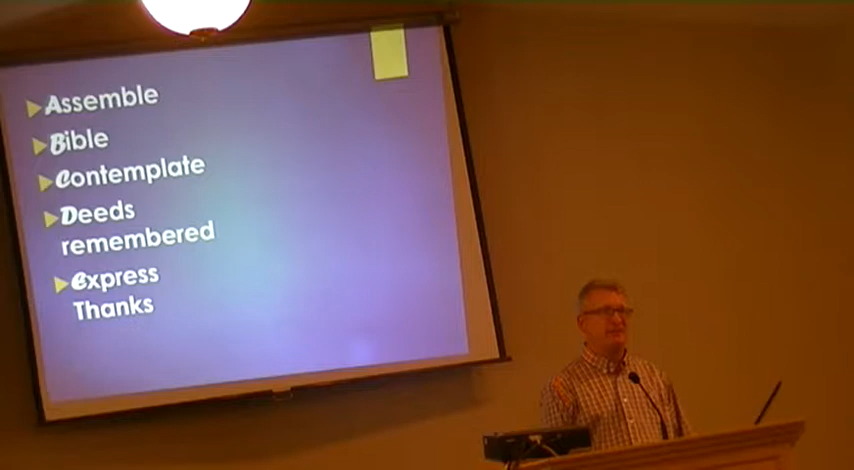 Assemble
Bible
Contemplate
Deeds
remembered
express
Thanks